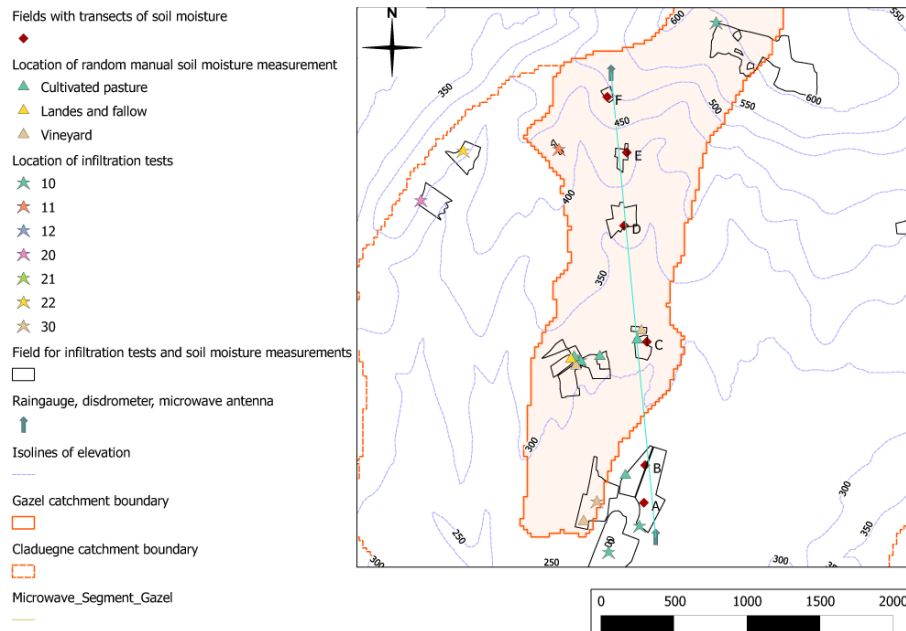 Fields with transects of soil moisture
Location of random manual soil moisture measurement
Cultivated pasture
Landes and fallow
Vineyard
Location of infiltration tests
10
11
12
20
21
22
30
Field for infiltration tests and soil moisture measurements
Raingauge, disdrometer, microwave antenna
Isolines of elevation
Gazel catchment boundary
Claduegne catchment boundary
Microwave_Segment_Gazel
N
600
550
350
500
550
600
F
450
E
400
D
350
C
300
B
A
300
250
350
300
250
300
0 500 1000 1500 2000